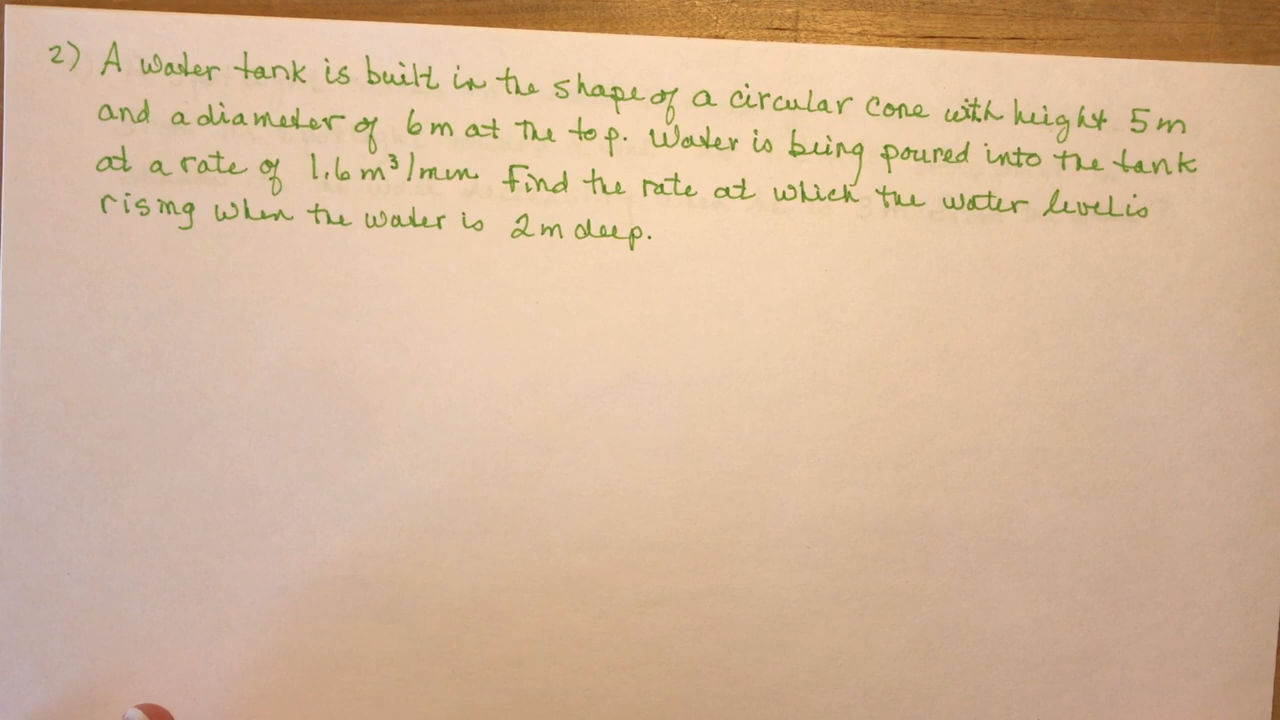 2) A water tank is built in the shape of a circular cone with height 5m
and a diameter of 6m at the top. Water is being poured into the tank
at a rate of 1.6 m³/min find the rate at which the water level is
rising when the water is 2m deep.